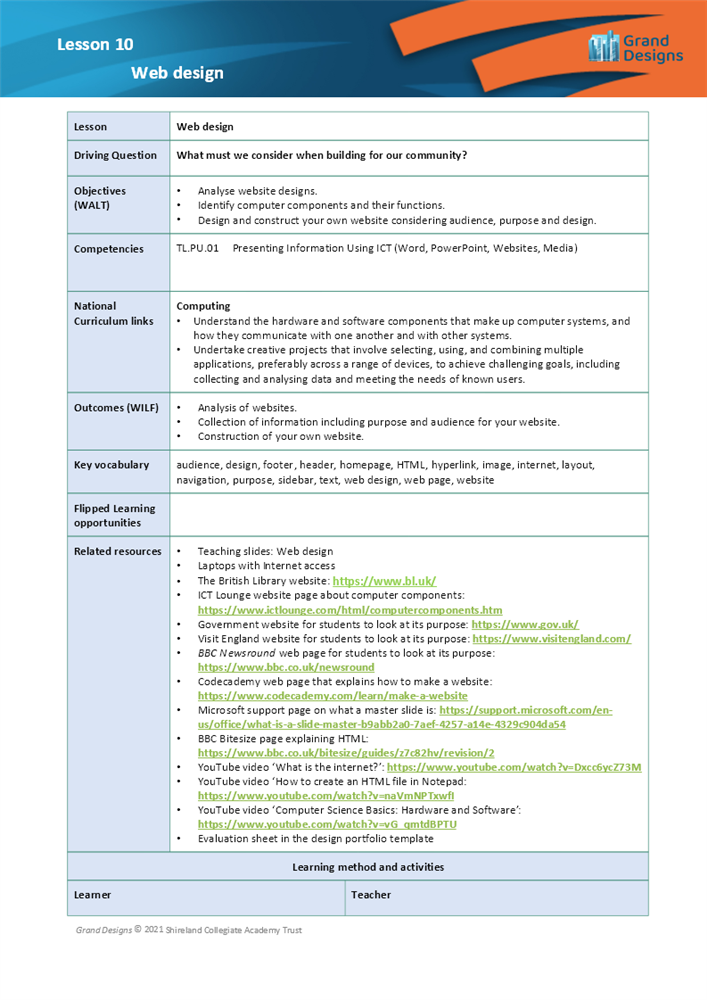 Lesson 10
Web design
Grand
Designs
Lesson
Web design
Driving Question
What must we consider when building for our community?
Objectives
(WALT)
• Analyse website designs.
• Identify computer components and their functions.
• Design and construct your own website considering audience, purpose and design.
Competencies
TL.PU.01 Presenting Information Using ICT (Word, PowerPoint, Websites, Media)
National
Curriculum links
Computing
• Understand the hardware and software components that make up computer systems, and
how they communicate with one another and with other systems.
• Undertake creative projects that involve selecting, using, and combining multiple
applications, preferably across a range of devices, to achieve challenging goals, including
collecting and analysing data and meeting the needs of known users.
Outcomes (WILF)
• Analysis of websites.
• Collection of information including purpose and audience for your website.
• Construction of your own website.
Key vocabulary
audience, design, footer, header, homepage, HTML, hyperlink, image, internet, layout,
navigation, purpose, sidebar, text, web design, web page, website
Flipped Learning
opportunities
Related resources
• Teaching slides: Web design
• Laptops with Internet access
• The British Library website: https://www.bl.uk/
• ICT Lounge website page about computer components:
https://www.ictlounge.com/html/computercomponents.htm
• Government website for students to look at its purpose: https://www.gov.uk/
• Visit England website for students to look at its purpose: https://www.visitengland.com/
• BBC Newsround web page for students to look at its purpose:
https://www.bbc.co.uk/newsround
• Codecademy web page that explains how to make a website:
https://www.codecademy.com/learn/make-a-website
• Microsoft support page on what a master slide is: https://support.microsoft.com/en-
us/office/what-is-a-slide-master-b9abb2a0-7aef-4257-a14e-4329c904da54
• BBC Bitesize page explaining HTML:
https://www.bbc.co.uk/bitesize/guides/z7c82hv/revision/2
• YouTube video ‘What is the internet?’: https://www.youtube.com/watch?v=Dxcc6ycZ73M
• YouTube video ‘How to create an HTML file in Notepad:
https://www.youtube.com/watch?v=naVmNPTxwfI
• YouTube video ‘Computer Science Basics: Hardware and Software’:
https://www.youtube.com/watch?v=vG_qmtdBPTU
• Evaluation sheet in the design portfolio template
Learning method and activities
Learner
Teacher
Grand Designs © 2021 Shireland Collegiate Academy Trust